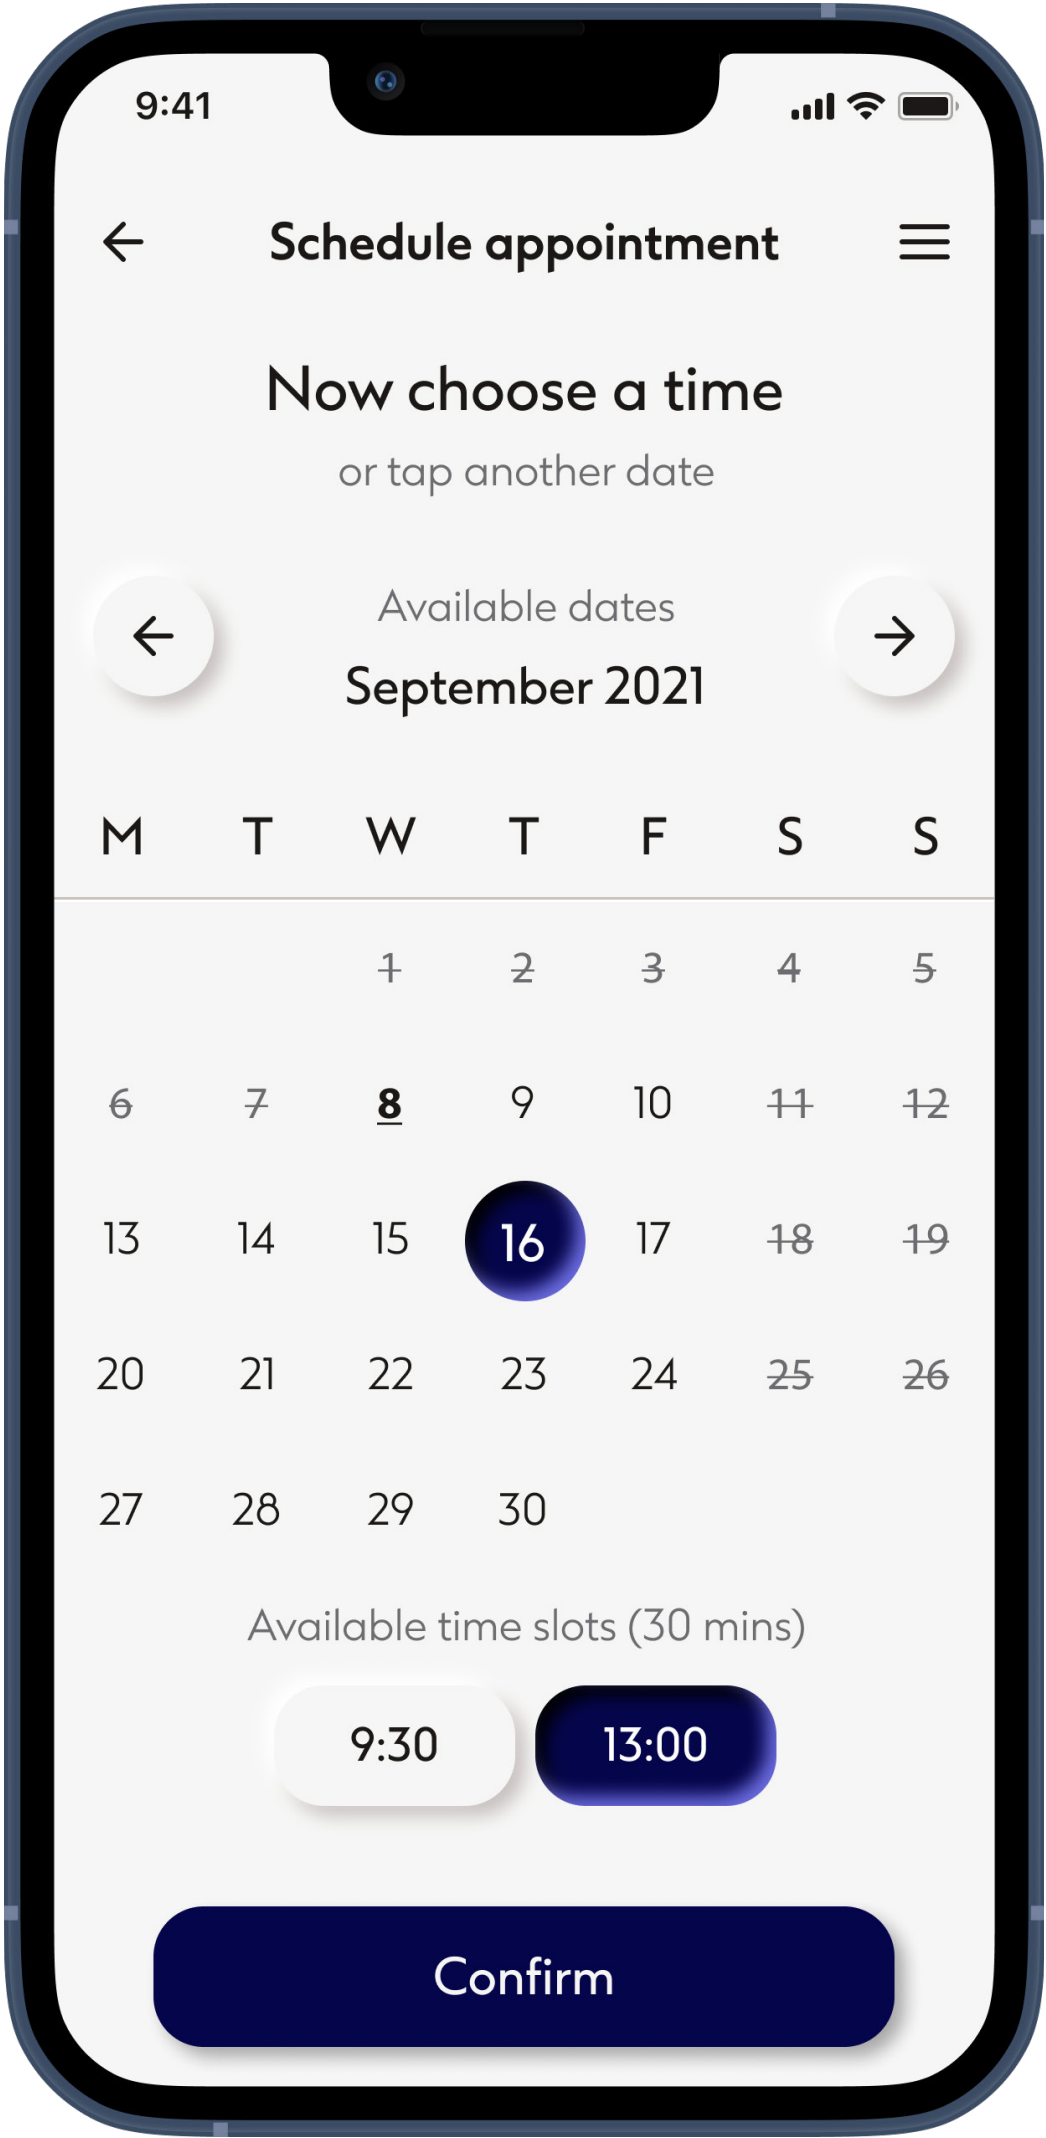 9:41
Schedule appointment
Now choose a time
or tap another date
Available dates
September 2021
M T W T F S S
1 2 3 4 5
6 7 8 9 10 11 12
13 14 15 16 17 18 19
20 21 22 23 24 25 26
27 28 29 30
Available time slots (30 mins)
9:30 13:00
Confirm